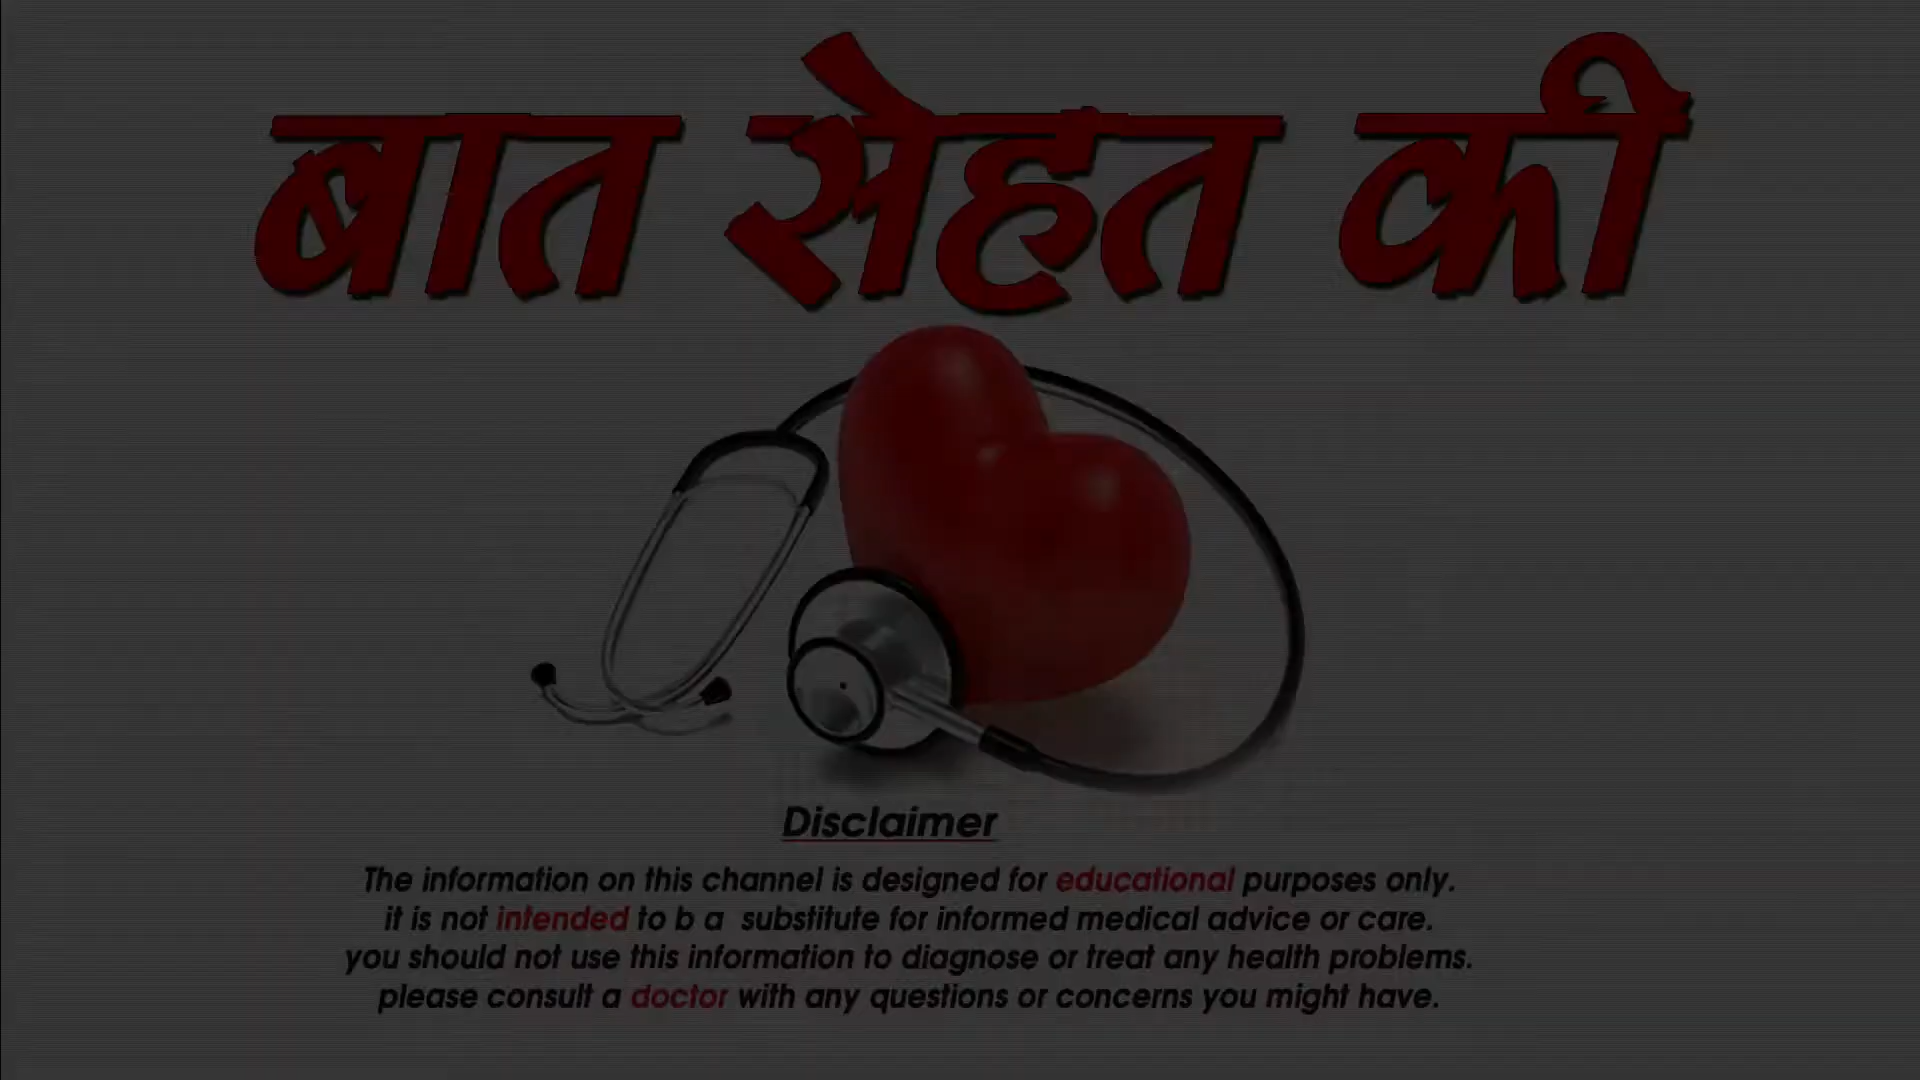 बात सेहत की
Disclaimer
The information on this channel is designed for educational purposes only.
it is not intended to b a substitute for informed medical advice or care.
you should not use this information to diagnose or treat any health problems.
please consult a doctor with any questions or concerns you might have.